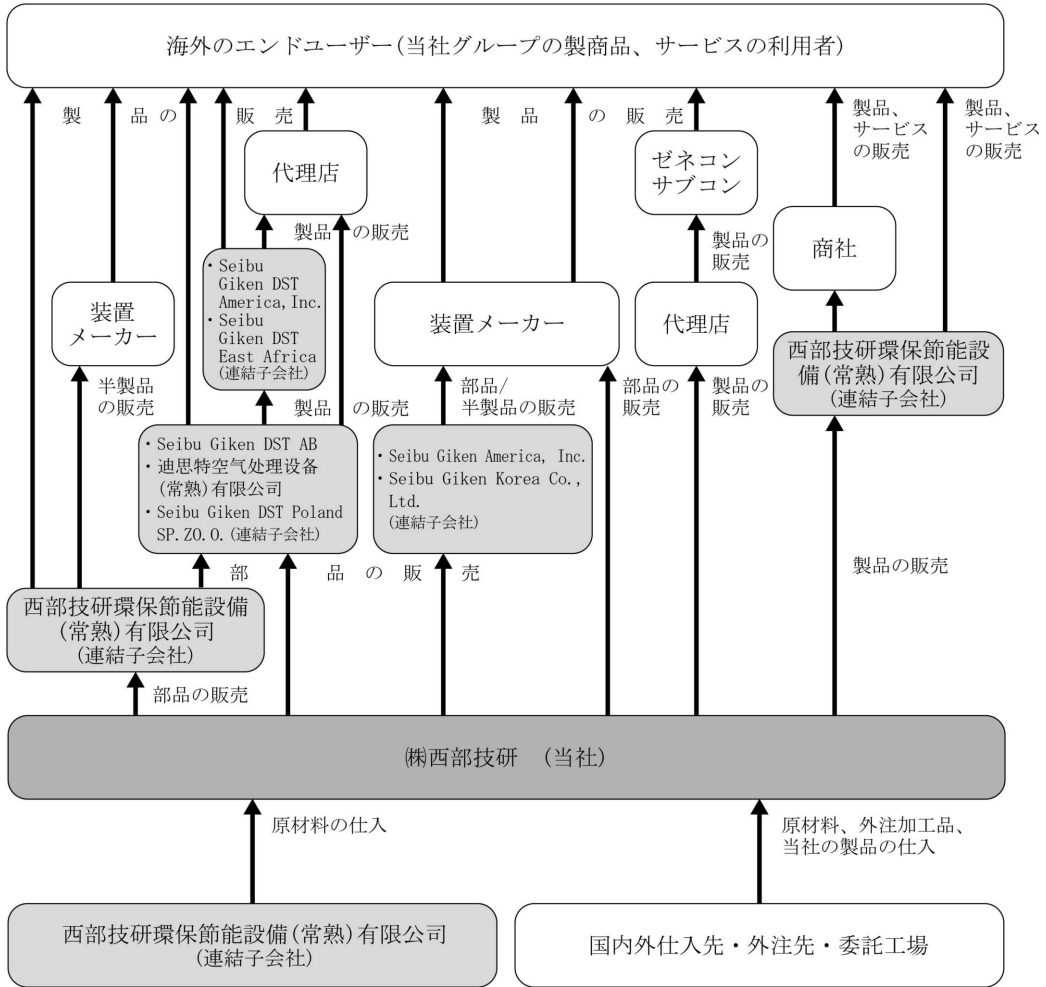 海外のエンドユーザー(当社グループの製商品、サービスの利用者)
製品の販売
製品の販売
製品、
サービス
の販売
製品、
サービス
の販売
代理店
ゼネコン
サブコン
製品の販売
製品の
販売
商社
・Seibu
Giken DST
America,Inc.
・Seibu
Giken DST
East Africa
(連結子会社)
装置
メーカー
装置メーカー
代理店
西部技研環保節能設
備(常熟)有限公司
(連結子会社)
半製品
の販売
製品の販売
部品/
半製品の販売
部品の
販売
製品の
販売
・Seibu Giken DST AB
・迪思特空气处理设备
(常熟)有限公司
・Seibu Giken DST Poland
SP.ZO.O.(連結子会社)
・Seibu Giken America, Inc.
・Seibu Giken Korea Co.,
Ltd.
(連結子会社)
部品の販売
製品の販売
西部技研環保節能設備
(常熟)有限公司
(連結子会社)
部品の販売
㈱西部技研 (当社)
原材料の仕入
原材料、外注加工品、
当社の製品の仕入
西部技研環保節能設備(常熟)有限公司
(連結子会社)
国内外仕入先・外注先・委託工場